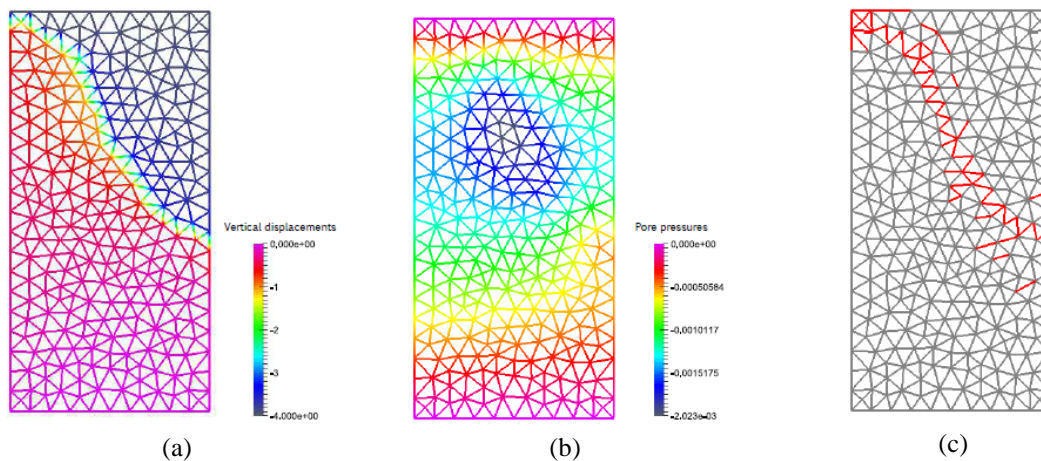 Vertical displacements
0,000e+00
-1
-2
-3
-4.000e+00
Pore pressures
0,000e+00
-0,00050584
-0,0010117
-0,0015175
-2.023e-03
(a)
(b)
(c)